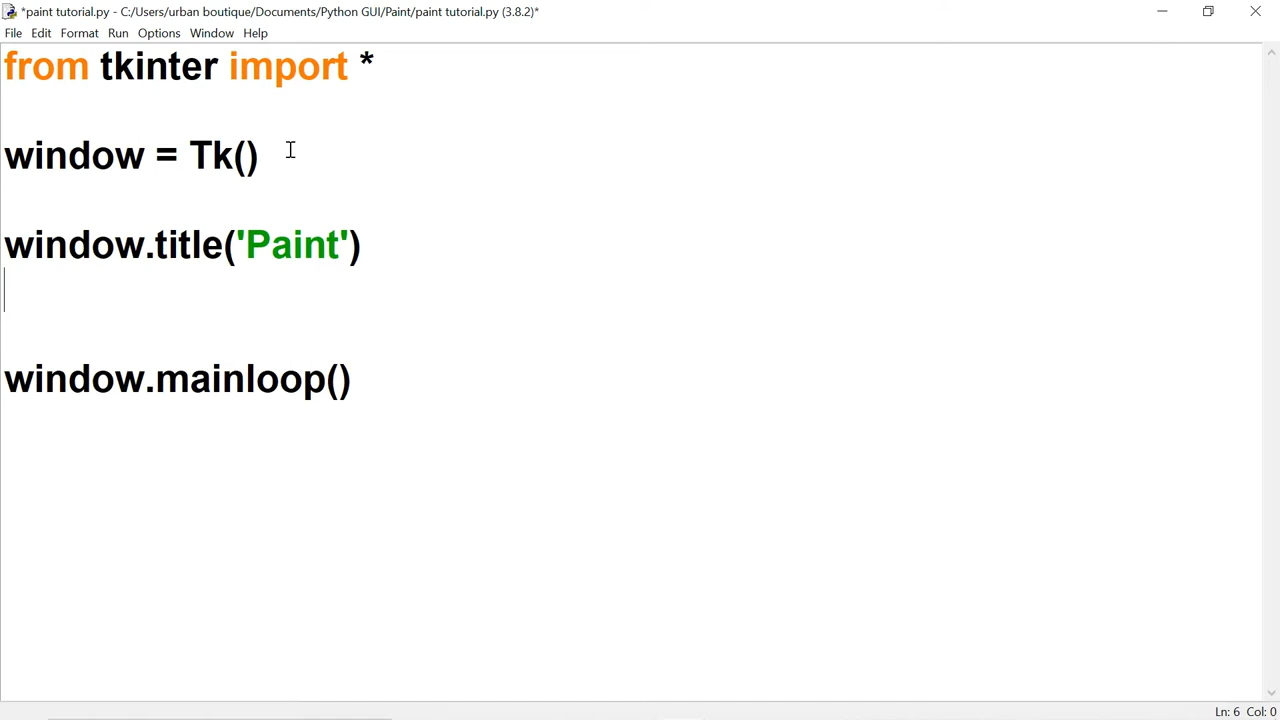 *paint tutorial.py - C:/Users/urban boutique/Documents/Python GUI/Paint/paint tutorial.py (3.8.2)*
File Edit Format Run Options Window Help
from tkinter import *
window = Tk()
window.title('Paint')
window.mainloop()
Ln: 6 Col: 0